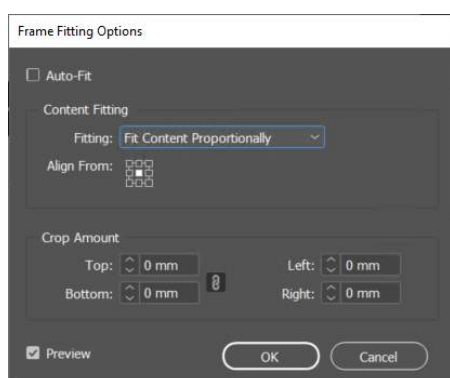 Frame Fitting Options
Auto-Fit
Content Fitting
Fitting: Fit Content Proportionally
Align From:
Crop Amount
Top: 0 mm Left: 0 mm
Bottom: 0 mm Right: 0 mm
Preview OK Cancel